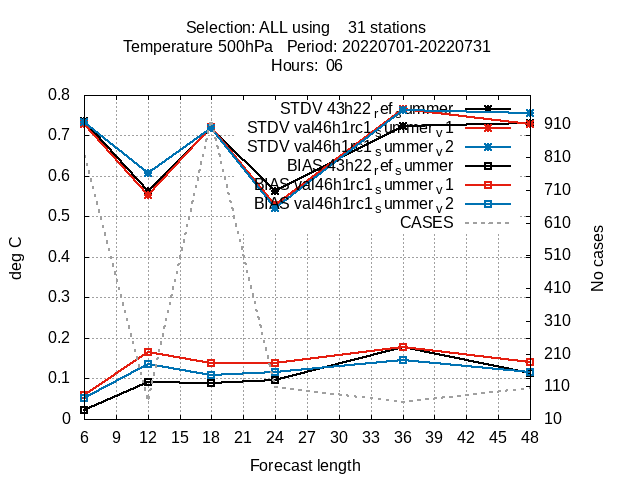 Selection: ALL using 31 stations
Temperature 500hPa Period: 20220701-20220731
Hours: 06
STDV 43h22_ref_summer
STDV val46h1rc1_summer_v1
STDV val46h1rc1_summer_v2
BIAS 43h22_ref_summer
BIAS val46h1rc1_summer_v1
BIAS val46h1rc1_summer_v2
CASES
0.8
0.7
0.6
0.5
0.4
0.3
0.2
0.1
0
deg C
910
810
710
610
510
410
310
210
110
10
No cases
6 9 12 15 18 21 24 27 30 33 36 39 42 45 48
Forecast length